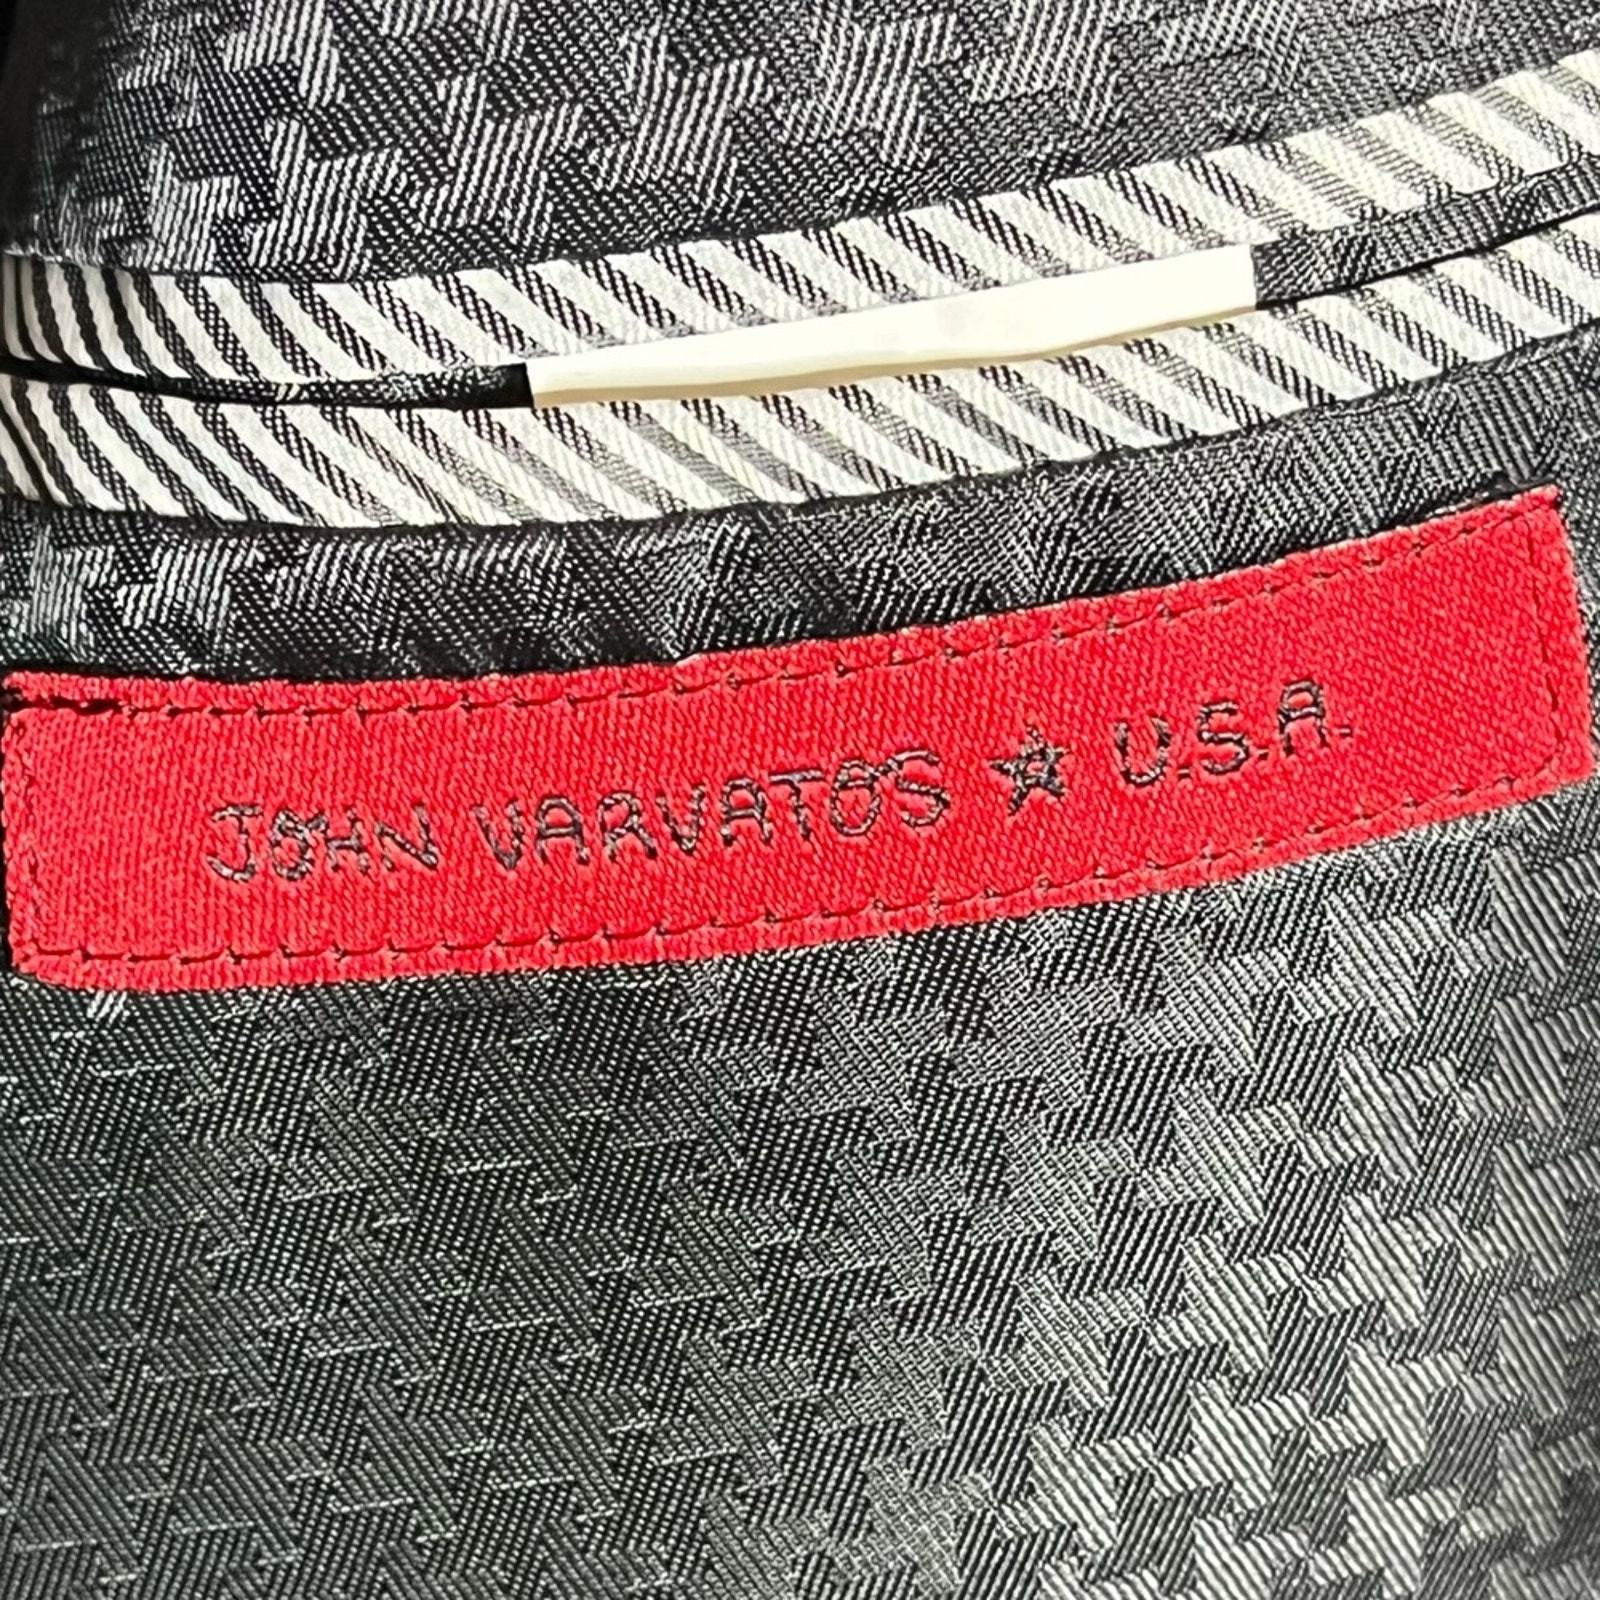 JOHN VARVATOS ★ U.S.A.